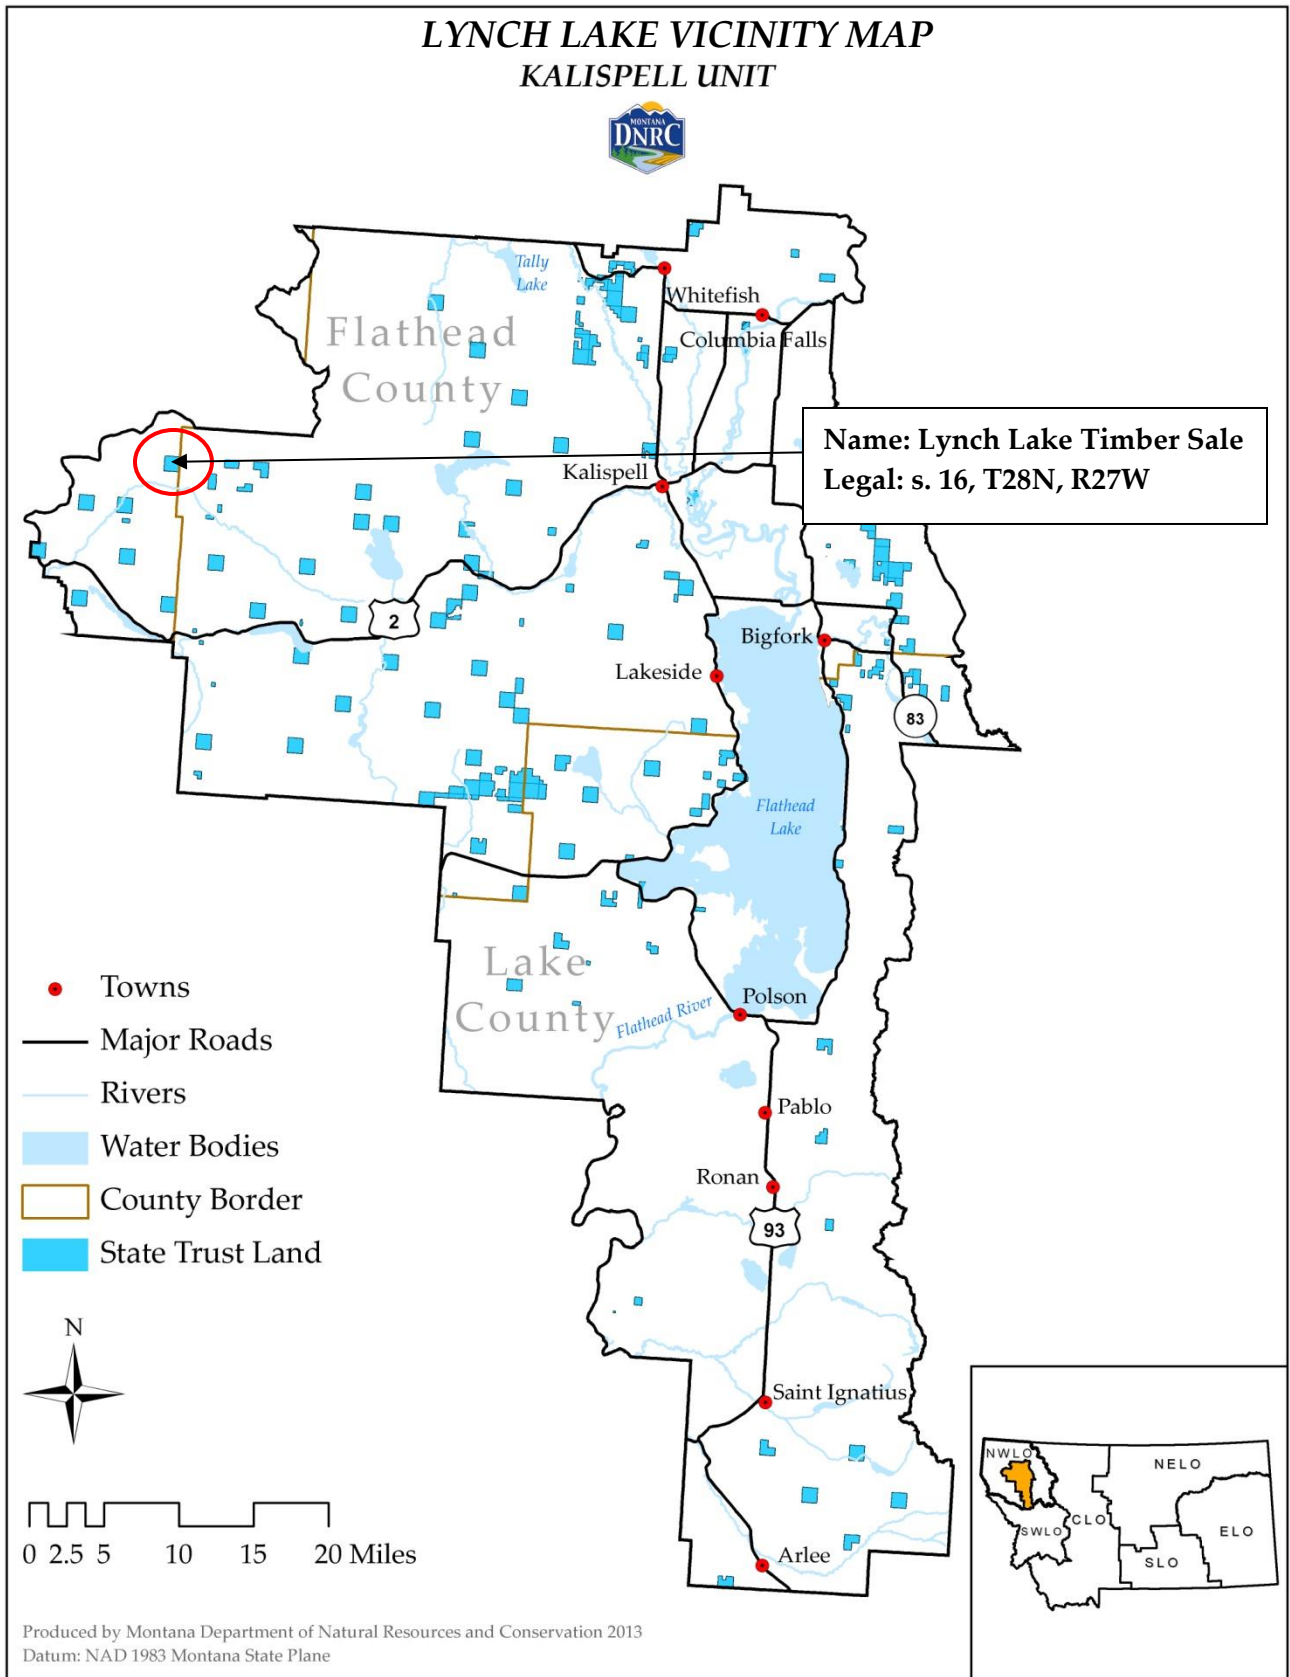 LYNCH LAKE VICINITY MAP
KALISPELL UNIT
MONTANA
DNRC
Tally
Lake
Whitefish
Columbia Falls
Flathead
County
Name: Lynch Lake Timber Sale
Legal: s. 16, T28N, R27W
Kalispell
2
Bigfork
Lakeside
83
Flathead
Lake
Lake
County
Flathead River
Polson
Towns
Major Roads
Rivers
Water Bodies
County Border
State Trust Land
Pablo
Ronan
93
N
Saint Ignatius
Arlee
0 2.5 5 10 15 20 Miles
NWLO
NELO
CLO
SWLO
ELO
SLO
Produced by Montana Department of Natural Resources and Conservation 2013
Datum: NAD 1983 Montana State Plane